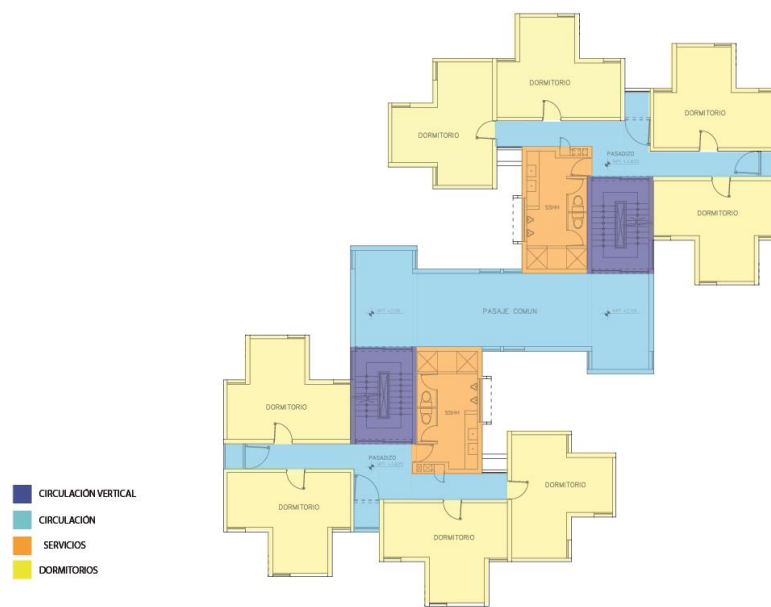 DORMITORIO
DORMITORIO
DORMITORIO
DORMITORIO
PASADIZO
SSHH
PASAJE COMUN
SSHH
DORMITORIO
PASADIZO
DORMITORIO
DORMITORIO
DORMITORIO
CIRCULACIÓN VERTICAL
CIRCULACIÓN
SERVICIOS
DORMITORIOS